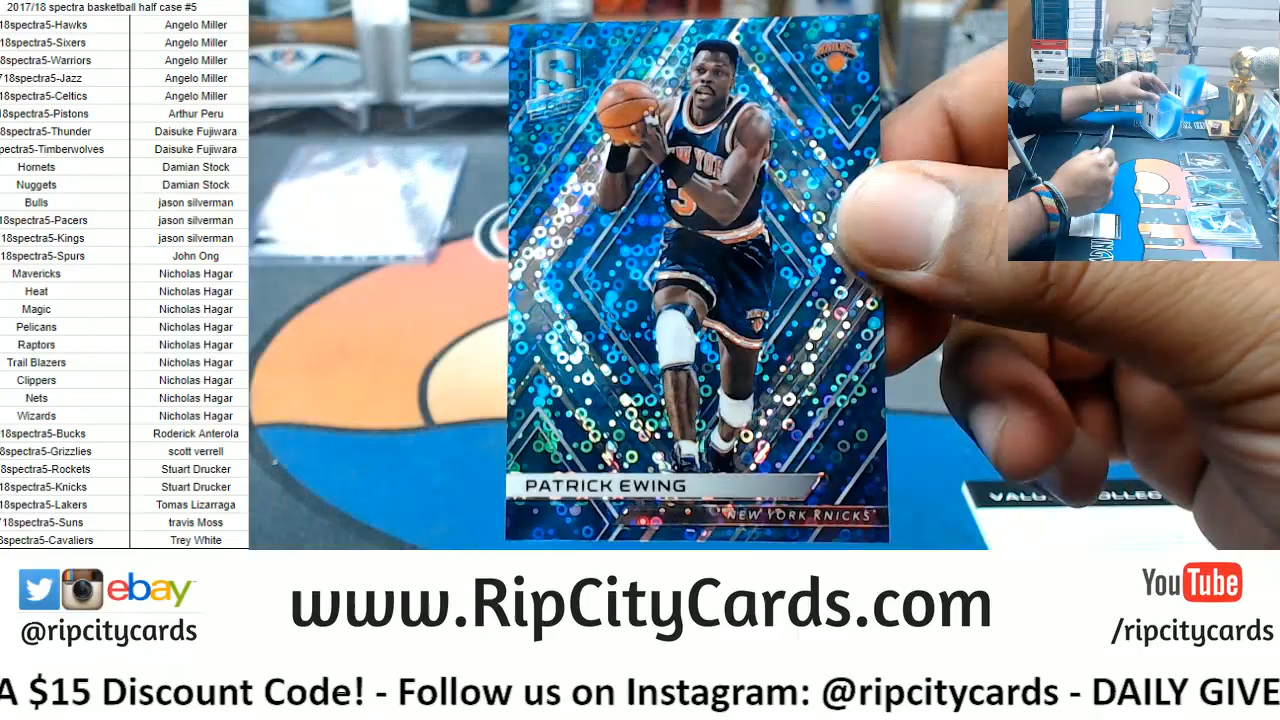 2017/18 spectra basketball half case #5
18spectra5-Hawks Angelo Miller
18spectra5-Sixers Angelo Miller
8spectra5-Warriors Angelo Miller
/18spectra5-Jazz Angelo Miller
18spectra5-Celtics Angelo Miller
18spectra5-Pistons Arthur Peru
8spectra5-Thunder Daisuke Fujiwara
pectra5-Timberwolves Daisuke Fujiwara
Hornets Damian Stock
Nuggets Damian Stock
Bulls jason silverman
18spectra5-Pacers jason silverman
18spectra5-Kings jason silverman
18spectra5-Spurs John Ong
Mavericks Nicholas Hagar
Heat Nicholas Hagar
Magic Nicholas Hagar
Pelicans Nicholas Hagar
Raptors Nicholas Hagar
Trail Blazers Nicholas Hagar
Clippers Nicholas Hagar
Nets Nicholas Hagar
Wizards Nicholas Hagar
18spectra5-Bucks Roderick Anterola
8spectra5-Grizzlies scott verrell
8spectra5-Rockets Stuart Drucker
18spectra5-Knicks Stuart Drucker
18spectra5-Lakers Tomas Lizarraga
/18spectra5-Suns travis Moss
3spectra5-Cavaliers Trey White
NEW YORK
PATRICK EWING
NEW YORK KNICKS
ebay
@ripcitycards
www.RipCityCards.com
YouTube
/ripcitycards
A $15 Discount Code! - Follow us on Instagram: @ripcitycards - DAILY GIVE